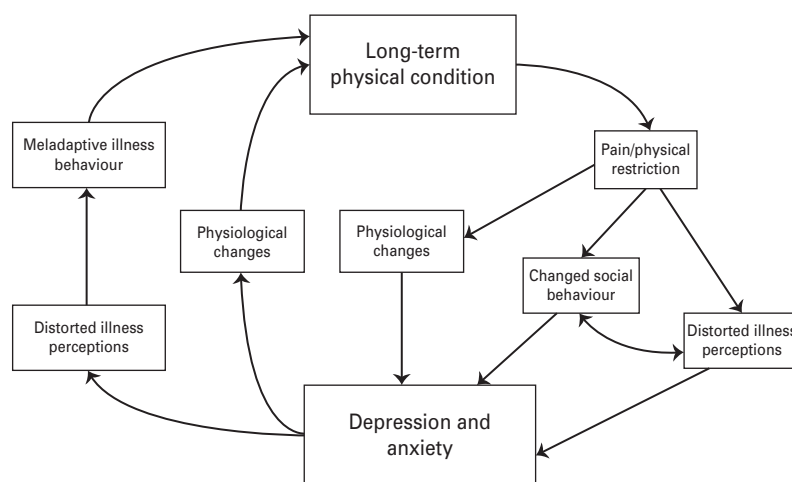 Long-term
physical condition
Meladaptive illness
behaviour
Pain/physical
restriction
Physiological
changes
Physiological
changes
Changed social
behaviour
Distorted illness
perceptions
Distorted illness
perceptions
Depression and
anxiety